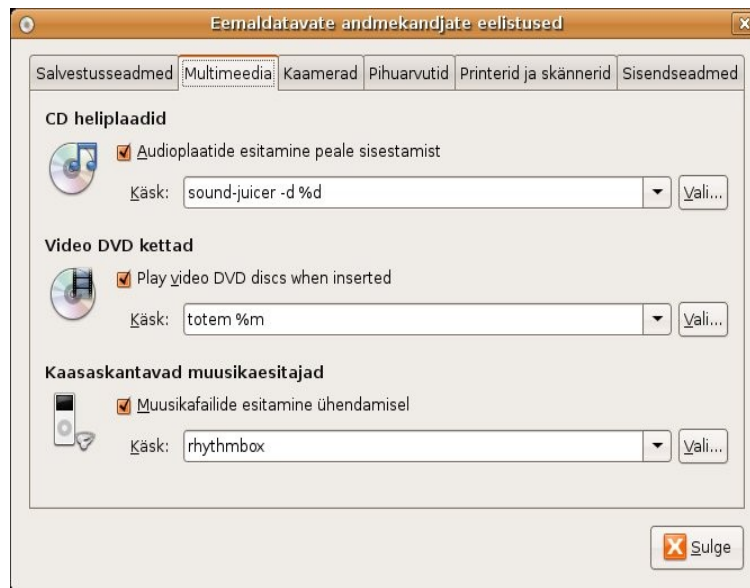 Eemaldatavate andmekandjate eelistused
Salvestusseadmed Multimeedia Kaamerad Pihuarvutid Printerid ja skännerid Sisendseadmed
CD heliplaadid
Audioplaatide esitamine peale sisestamist
Käsk: sound-juicer -d %d Vali...
Video DVD kettad
Play video DVD discs when inserted
Käsk: totem %m Vali...
Kaasaskantavad muusikaesitajad
Muusikafailide esitamine ühendamisel
Käsk: rhythmbox Vali...
Sulge